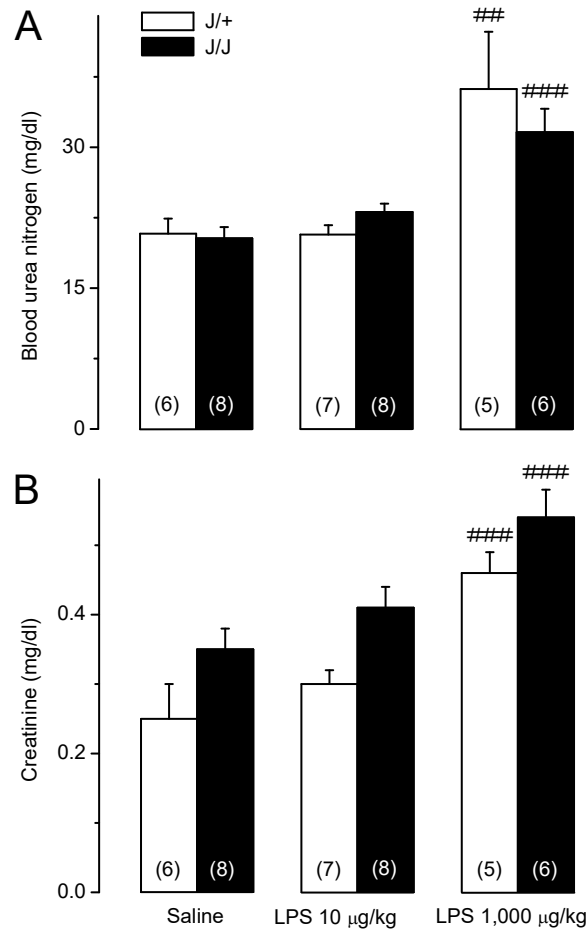 A
J/+
J/J
Blood urea nitrogen (mg/dl)
30
15
0
##
###
(6) (8) (7) (8) (5) (6)
B
Creatinine (mg/dl)
0.4
0.2
0.0
###
###
(6) (8) (7) (8) (5) (6)
Saline LPS 10 μg/kg LPS 1,000 μg/kg